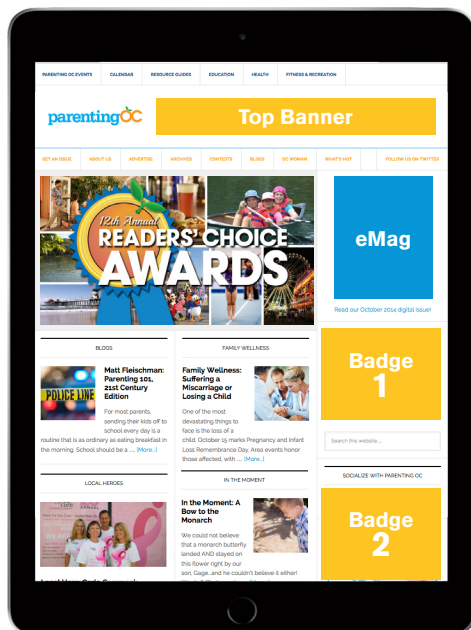 PARENTING OC EVENTS CALENDAR RESOURCE GUIDES EDUCATION HEALTH FITNESS & RECREATION
parentingOC
Top Banner
GET AN ISSUE ABOUT US ADVERTISE ARCHIVES CONTESTS BLOGS OC WOMAN WHAT'S HOT FOLLOW US ON TWITTER
12th Annual
READERS' CHOICE
AWARDS
eMag
Read our October 2014 digital issue!
BLOGS
POLICE LINE
Matt Fleischman:
Parenting 101,
21st Century
Edition
For most parents,
sending their kids off to
school every day is a
routine that is as ordinary as eating breakfast in
the morning. School should be a … [More..]
FAMILY WELLNESS
Family Wellness:
Suffering a
Miscarriage or
Losing a Child
One of the most
devastating things to
face is the loss of a
child. October 15 marks Pregnancy and Infant
Loss Remembrance Day. Area events honor
those affected, with … [More..]
Badge
1
Search this website…
LOCAL HEROES
IN THE MOMENT
In the Moment: A
Bow to the
Monarch
We could not believe
that a monarch butterfly
landed AND stayed on
this flower right by our
son, Gage…and he couldn't believe it either!
SOCIALIZE WITH PARENTING OC
Badge
2